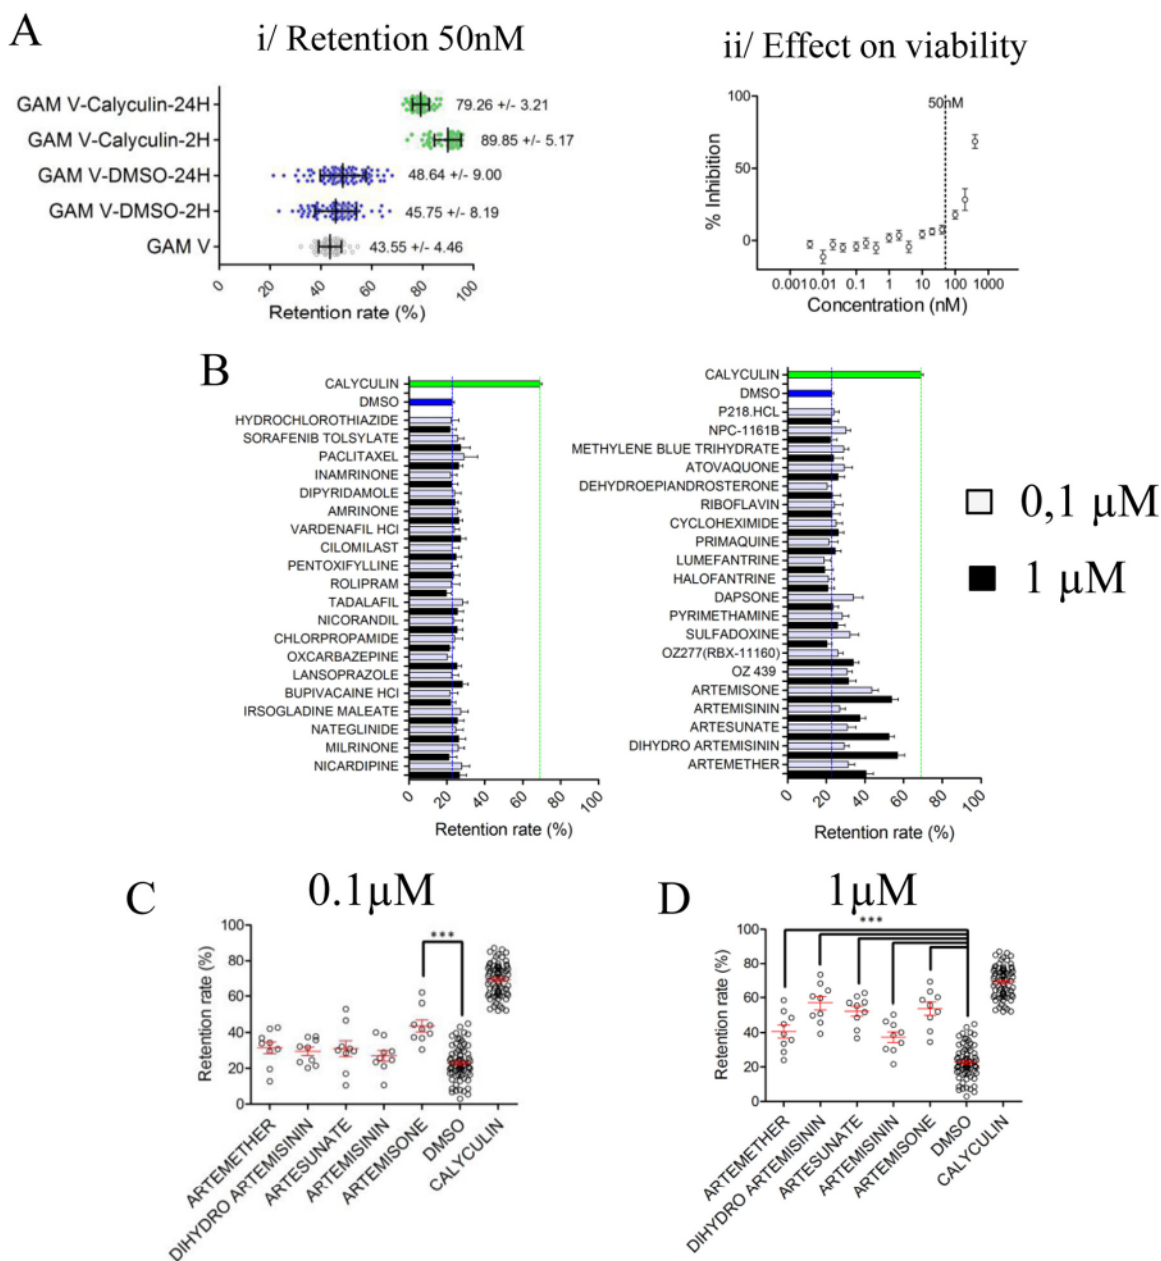 A
i/ Retention 50nM
GAM V-Calyculin-24H
79.26 +/- 3.21
GAM V-Calyculin-2H
89.85 +/- 5.17
GAM V-DMSO-24H
48.64 +/- 9.00
GAM V-DMSO-2H
45.75 +/- 8.19
GAM V
43.55 +/- 4.46
0 20 40 60 80 100
Retention rate (%)
ii/ Effect on viability
50nM
100
50
0
% Inhibition
0.001 0.01 0.1 1 10 100 1000
Concentration (nM)
B
CALYCULIN
DMSO
HYDROCHLOROTHIAZIDE
SORAFENIB TOLSYLATE
PACLITAXEL
INAMRINONE
DIPYRIDAMOLE
AMRINONE
VARDENAFIL HCl
CILOMILAST
PENTOXIFYLLINE
ROLIPRAM
TADALAFIL
NICORANDIL
CHLORPROPAMIDE
OXCARBAZEPINE
LANSOPRAZOLE
BUPIVACAINE HCl
IRSOGLADINE MALEATE
NATEGLINIDE
MILRINONE
NICARDIPINE
0 20 40 60 80 100
Retention rate (%)
CALYCULIN
DMSO
P218.HCL
NPC-1161B
METHYLENE BLUE TRIHYDRATE
ATOVAQUONE
DEHYDROEPIANDROSTERONE
RIBOFLAVIN
CYCLOHEXIMIDE
PRIMAQUINE
LUMEFANTRINE
HALOFANTRINE
DAPSONE
PYRIMETHAMINE
SULFADOXINE
OZ277(RBX-11160)
OZ 439
ARTEMISONE
ARTEMISININ
ARTESUNATE
DIHYDRO ARTEMISININ
ARTEMETHER
0 20 40 60 80 100
Retention rate (%)
0,1 μM
1 μM
C
0.1μM
***
100
80
60
40
20
0
Retention rate (%)
ARTEMETHER
DIHYDRO ARTEMISININ
ARTESUNATE
ARTEMISININ
ARTEMISONE
DMSO
CALYCULIN
D
1μM
***
100
80
60
40
20
0
Retention rate (%)
ARTEMETHER
DIHYDRO ARTEMISININ
ARTESUNATE
ARTEMISININ
ARTEMISONE
DMSO
CALYCULIN